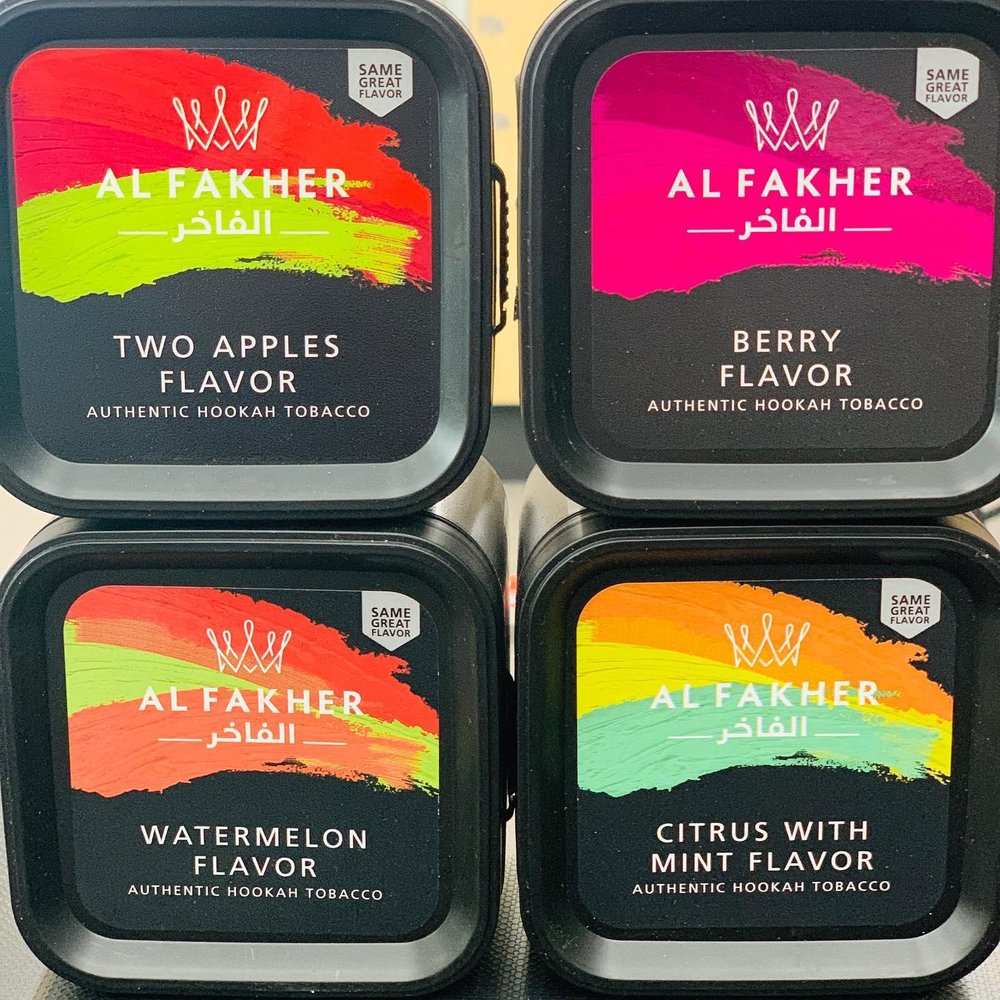 SAME
GREAT
FLAVOR
AL FAKHER
الفاخر
TWO APPLES
FLAVOR
AUTHENTIC HOOKAH TOBACCO
SAME
GREAT
FLAVOR
AL FAKHER
الفاخر
BERRY
FLAVOR
AUTHENTIC HOOKAH TOBACCO
SAME
GREAT
FLAVOR
AL FAKHER
الفاخر
WATERMELON
FLAVOR
AUTHENTIC HOOKAH TOBACCO
SAME
GREAT
FLAVOR
AL FAKHER
الفاخر
CITRUS WITH
MINT FLAVOR
AUTHENTIC HOOKAH TOBACCO